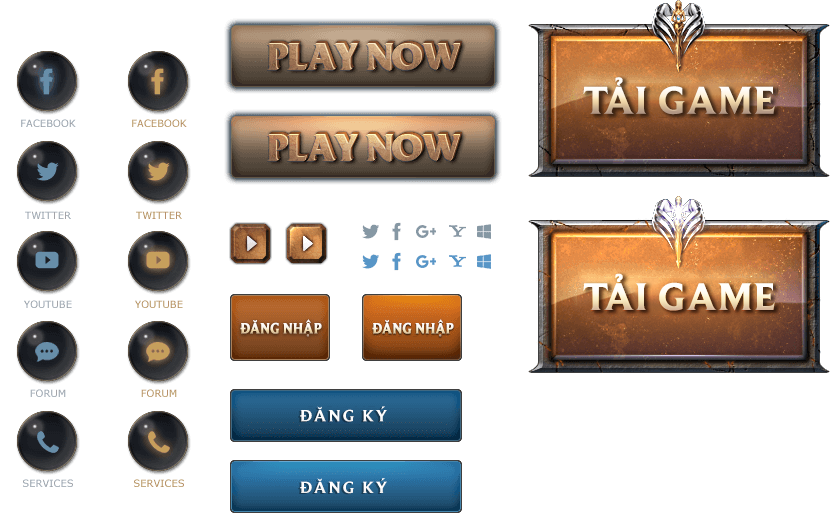 FACEBOOK
FACEBOOK
TWITTER
TWITTER
YOUTUBE
YOUTUBE
FORUM
FORUM
SERVICES
SERVICES
PLAY NOW
PLAY NOW
ĐĂNG NHẬP
ĐĂNG NHẬP
ĐĂNG KÝ
ĐĂNG KÝ
TẢI GAME
TẢI GAME